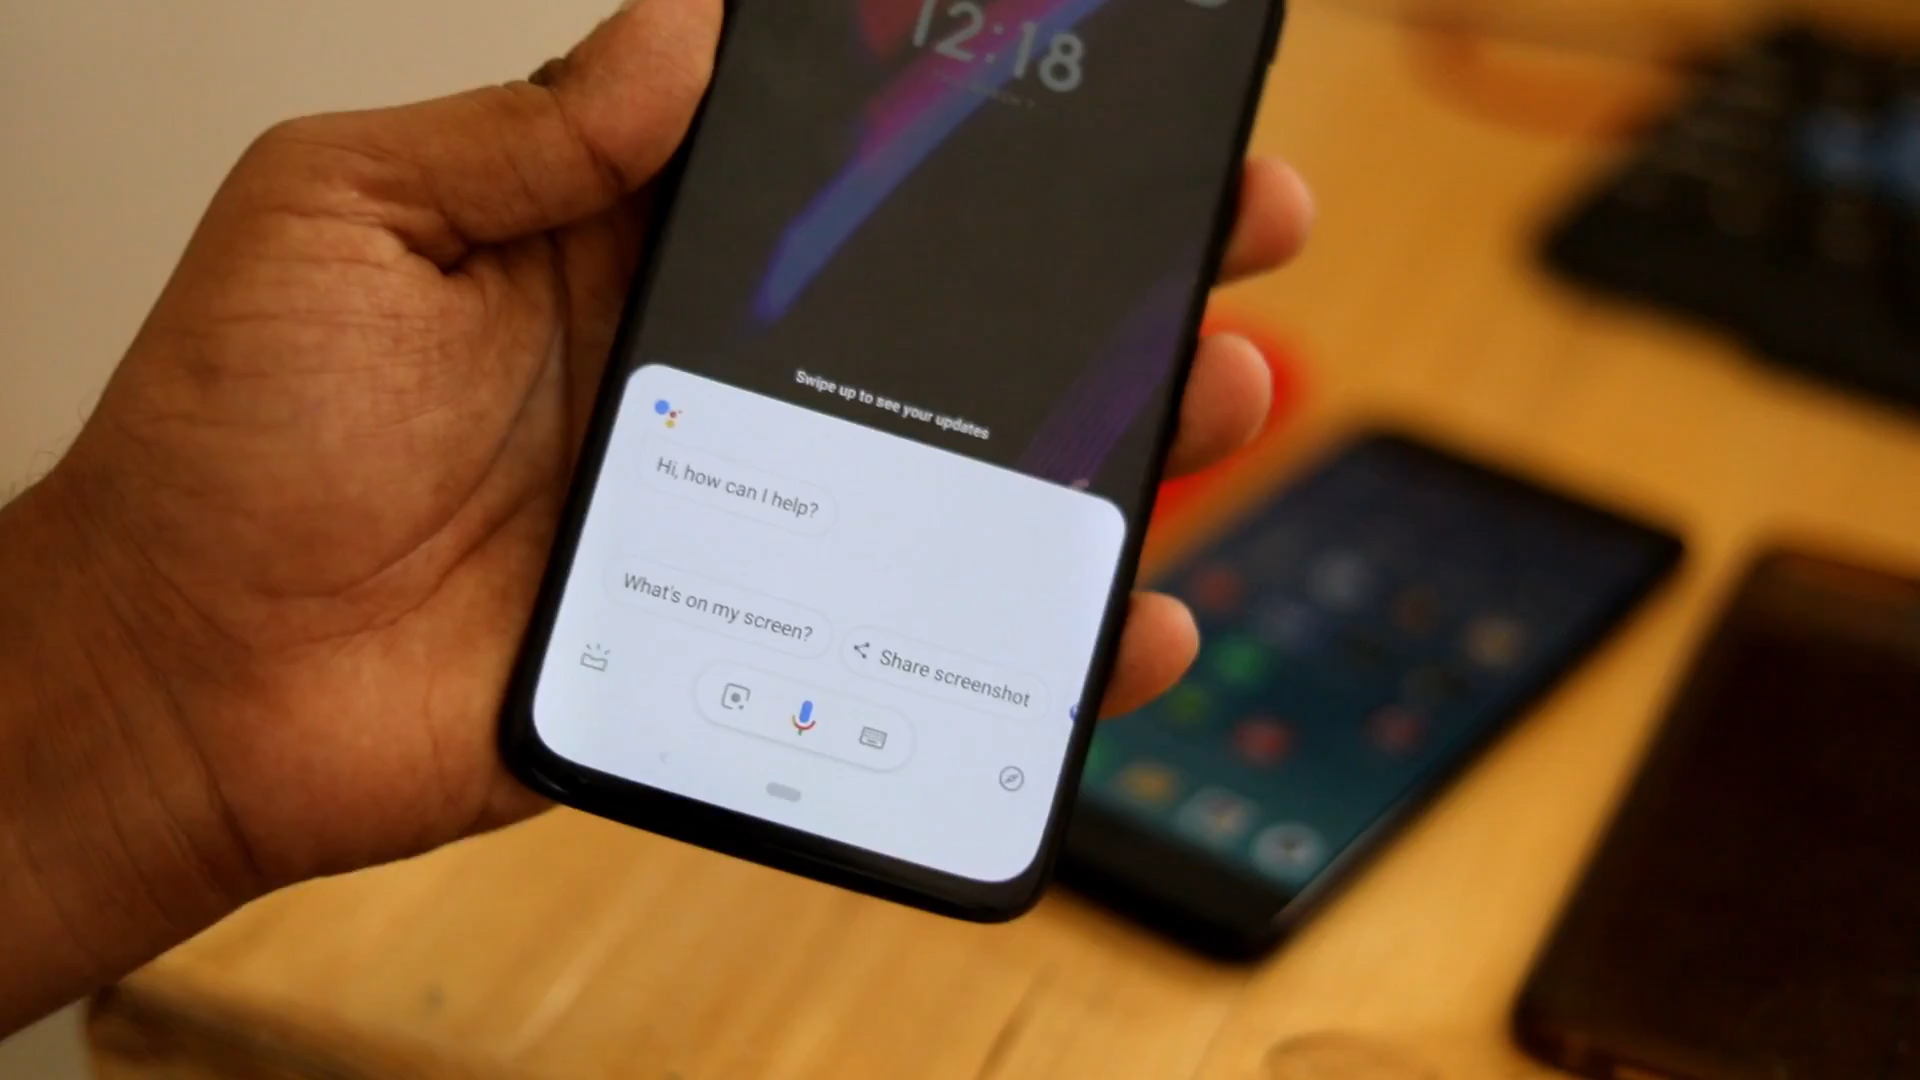 12:18
Swipe up to see your updates
Hi, how can I help?
What's on my screen?
Share screenshot